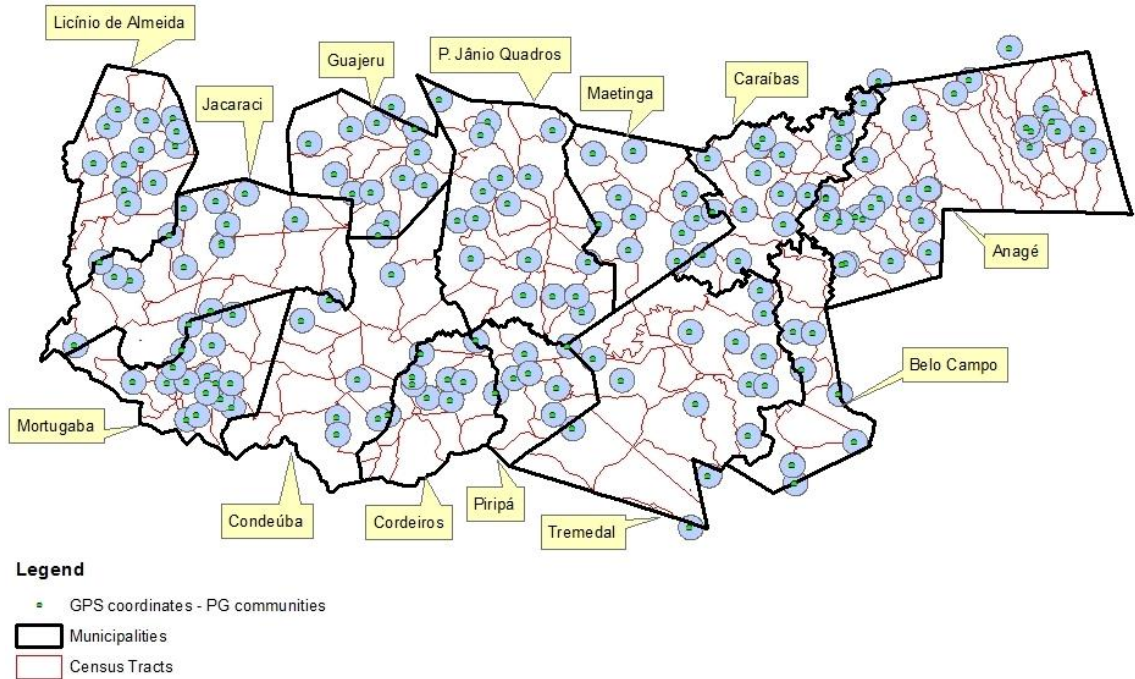 Licínio de Almeida
Guajeru
P. Jânio Quadros
Jacaraci
Maetinga
Caraíbas
Anagé
Belo Campo
Mortugaba
Condeúba
Cordeiros
Piripá
Tremedal
Legend
GPS coordinates - PG communities
Municipalities
Census Tracts